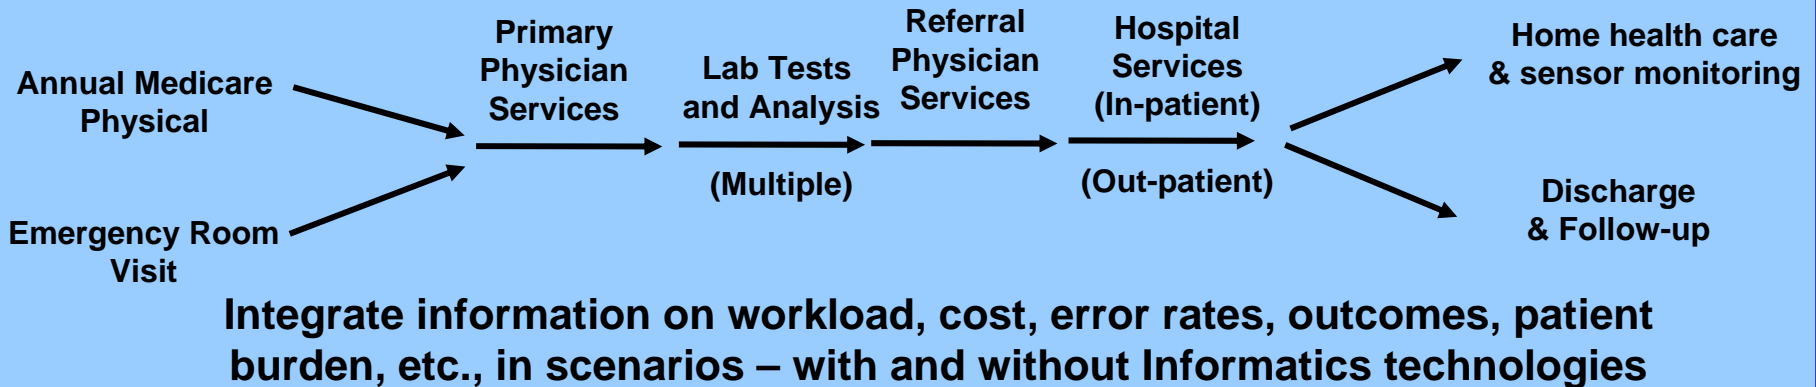 Annual Medicare
Physical
Emergency Room
Visit
Primary
Physician
Services
Lab Tests
and Analysis
(Multiple)
Referral
Physician
Services
Hospital
Services
(In-patient)
(Out-patient)
Home health care
& sensor monitoring
Discharge
& Follow-up
Integrate information on workload, cost, error rates, outcomes, patient
burden, etc., in scenarios – with and without Informatics technologies